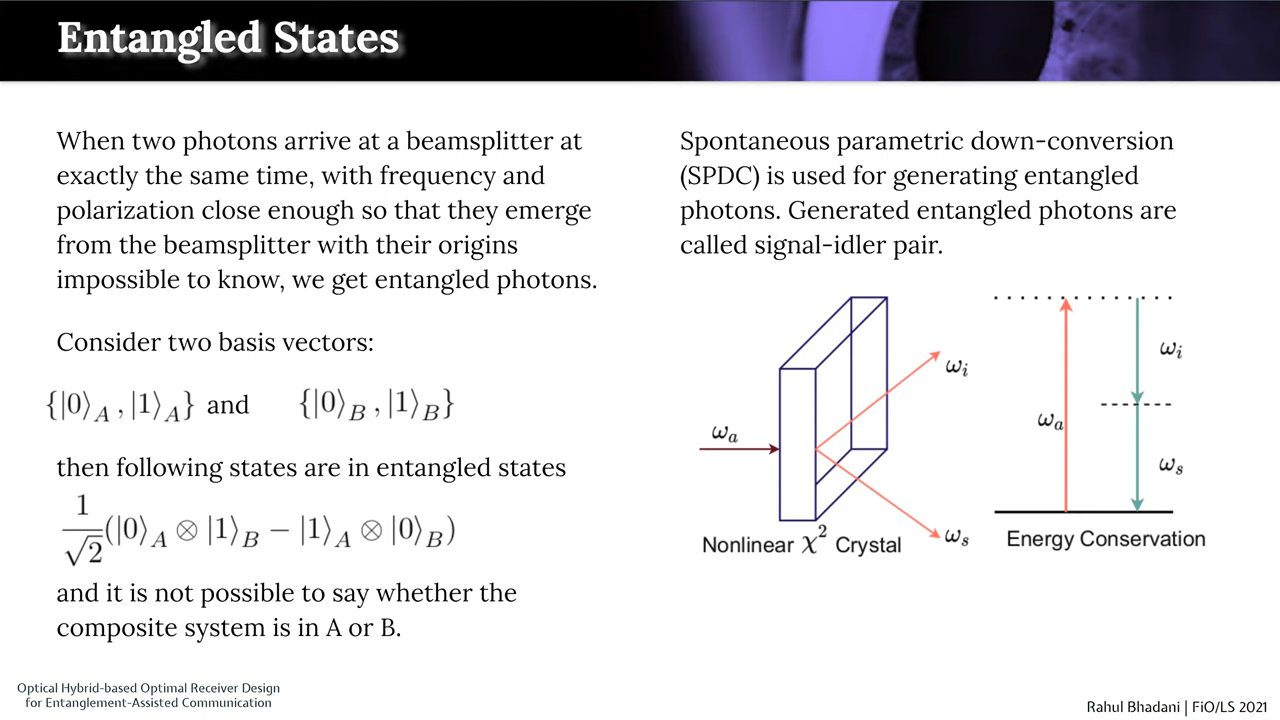 Entangled States
When two photons arrive at a beamsplitter at
exactly the same time, with frequency and
polarization close enough so that they emerge
from the beamsplitter with their origins
impossible to know, we get entangled photons.
Consider two basis vectors:
{|0⟩_A , |1⟩_A} and {|0⟩_B , |1⟩_B}
then following states are in entangled states
1/√2 (|0⟩_A ⊗ |1⟩_B − |1⟩_A ⊗ |0⟩_B)
and it is not possible to say whether the
composite system is in A or B.
Spontaneous parametric down-conversion
(SPDC) is used for generating entangled
photons. Generated entangled photons are
called signal-idler pair.
ω_a
ω_i
ω_s
Nonlinear χ² Crystal
ω_a
ω_i
ω_s
Energy Conservation
Optical Hybrid-based Optimal Receiver Design
for Entanglement-Assisted Communication
Rahul Bhadani | FiO/LS 2021